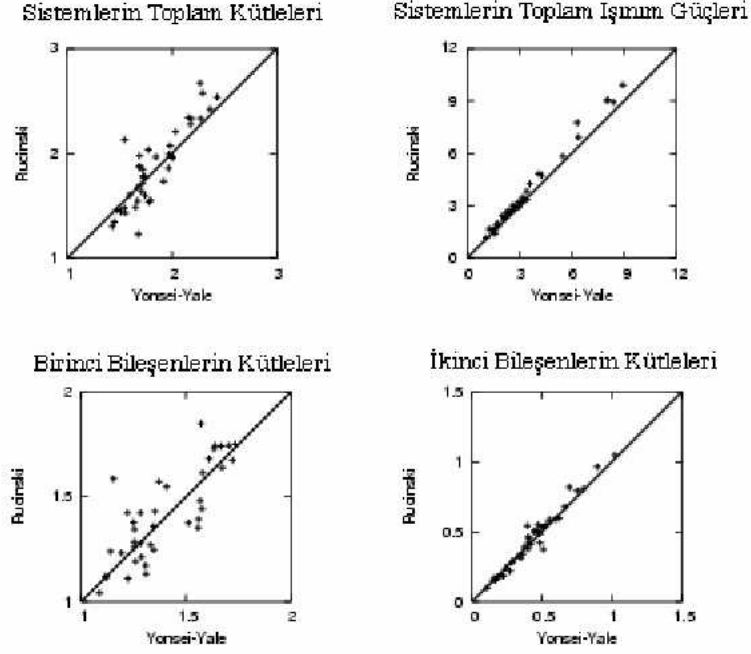 Sistemlerin Toplam Kütleleri
3
2
1
Rucinski
1 2 3
Yonsei-Yale
Sistemlerin Toplam Işınım Güçleri
12
9
6
3
0
Rucinski
0 3 6 9 12
Yonsei-Yale
Birinci Bileşenlerin Kütleleri
2
1.5
1
Rucinski
1 1.5 2
Yonsei-Yale
İkinci Bileşenlerin Kütleleri
1.5
1
0.5
0
Rucinski
0 0.5 1 1.5
Yonsei-Yale